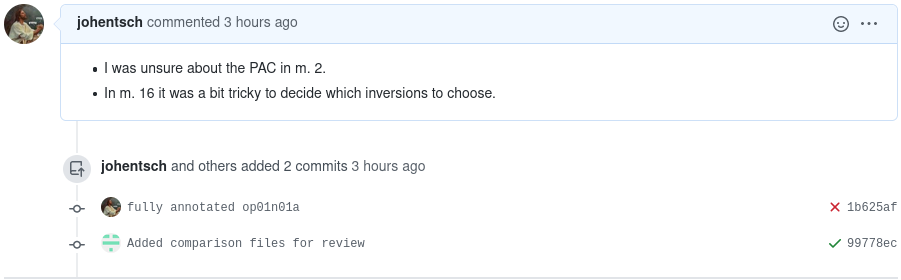 johentsch commented 3 hours ago
I was unsure about the PAC in m. 2.
In m. 16 it was a bit tricky to decide which inversions to choose.
johentsch and others added 2 commits 3 hours ago
fully annotated op01n01a 1b625af
Added comparison files for review 99778ec